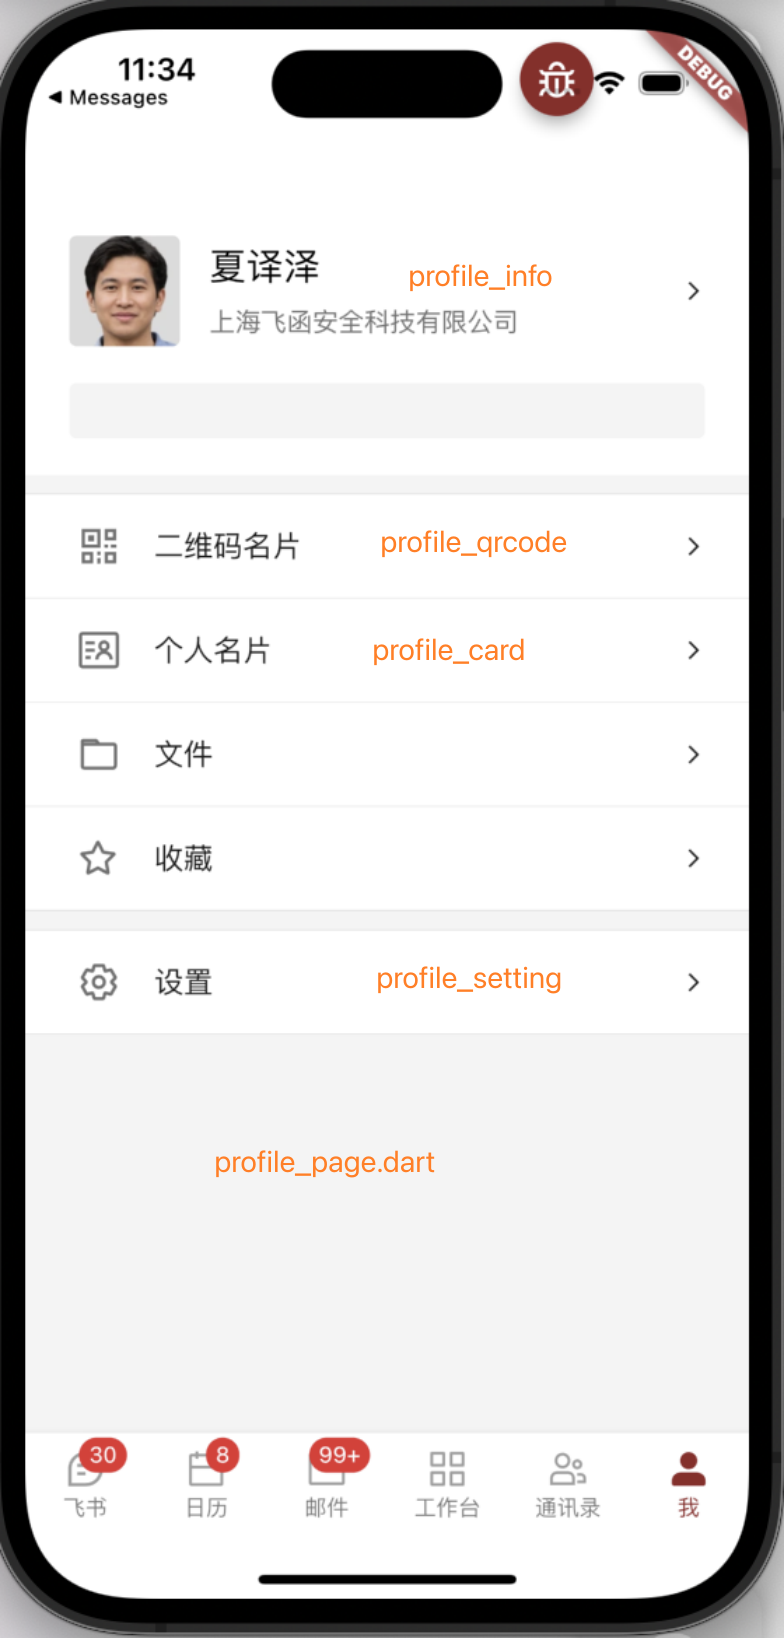 11:34
◀ Messages
DEBUG
夏译泽
profile_info
上海飞函安全科技有限公司
二维码名片
profile_qrcode
个人名片
profile_card
文件
收藏
设置
profile_setting
profile_page.dart
30
8
99+
飞书
日历
邮件
工作台
通讯录
我